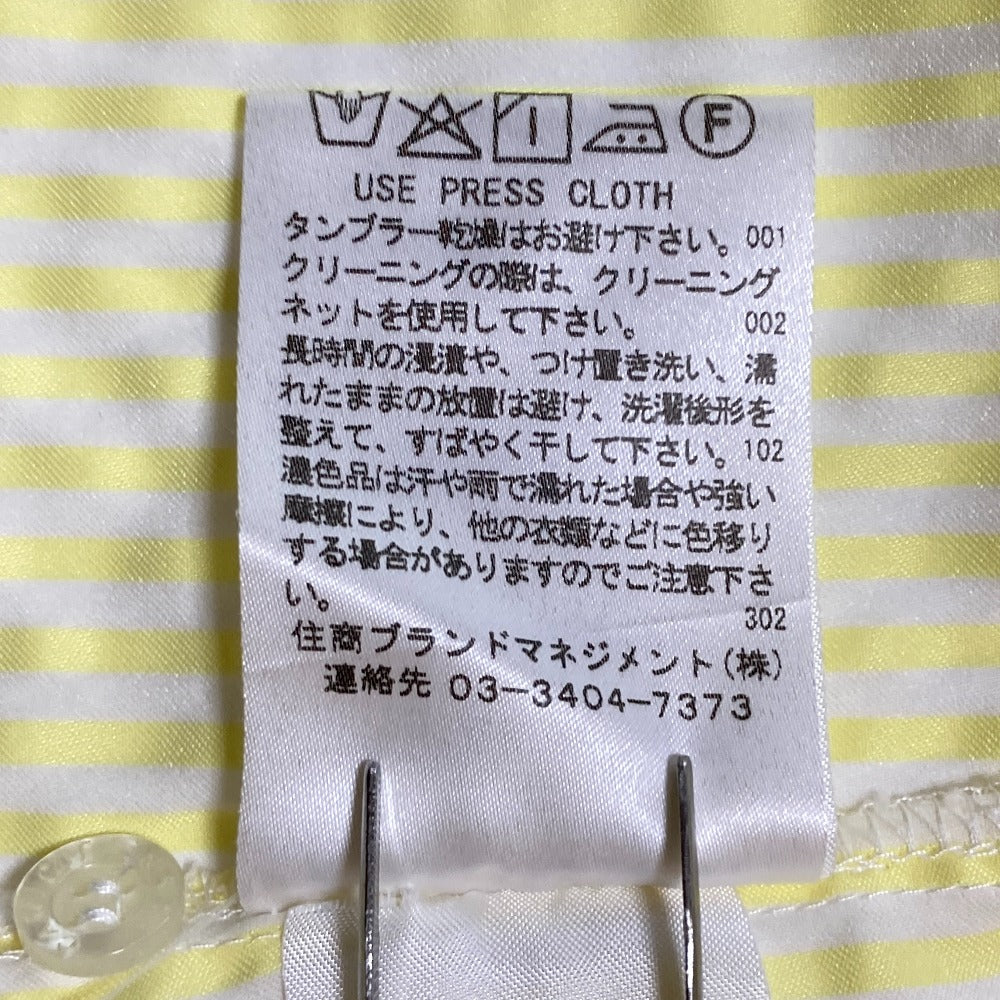 F
USE PRESS CLOTH
タンブラー乾燥はお避け下さい。001
クリーニングの際は、クリーニング
ネットを使用して下さい。 002
長時間の浸漬や、つけ置き洗い、濡
れたままの放置は避け、洗濯後形を
整えて、すばやく干して下さい。102
濃色品は汗や雨で濡れた場合や強い
摩擦により、他の衣類などに色移り
する場合がありますのでご注意下さ
い。 302
住商ブランドマネジメント(株)
連絡先 03-3404-7373